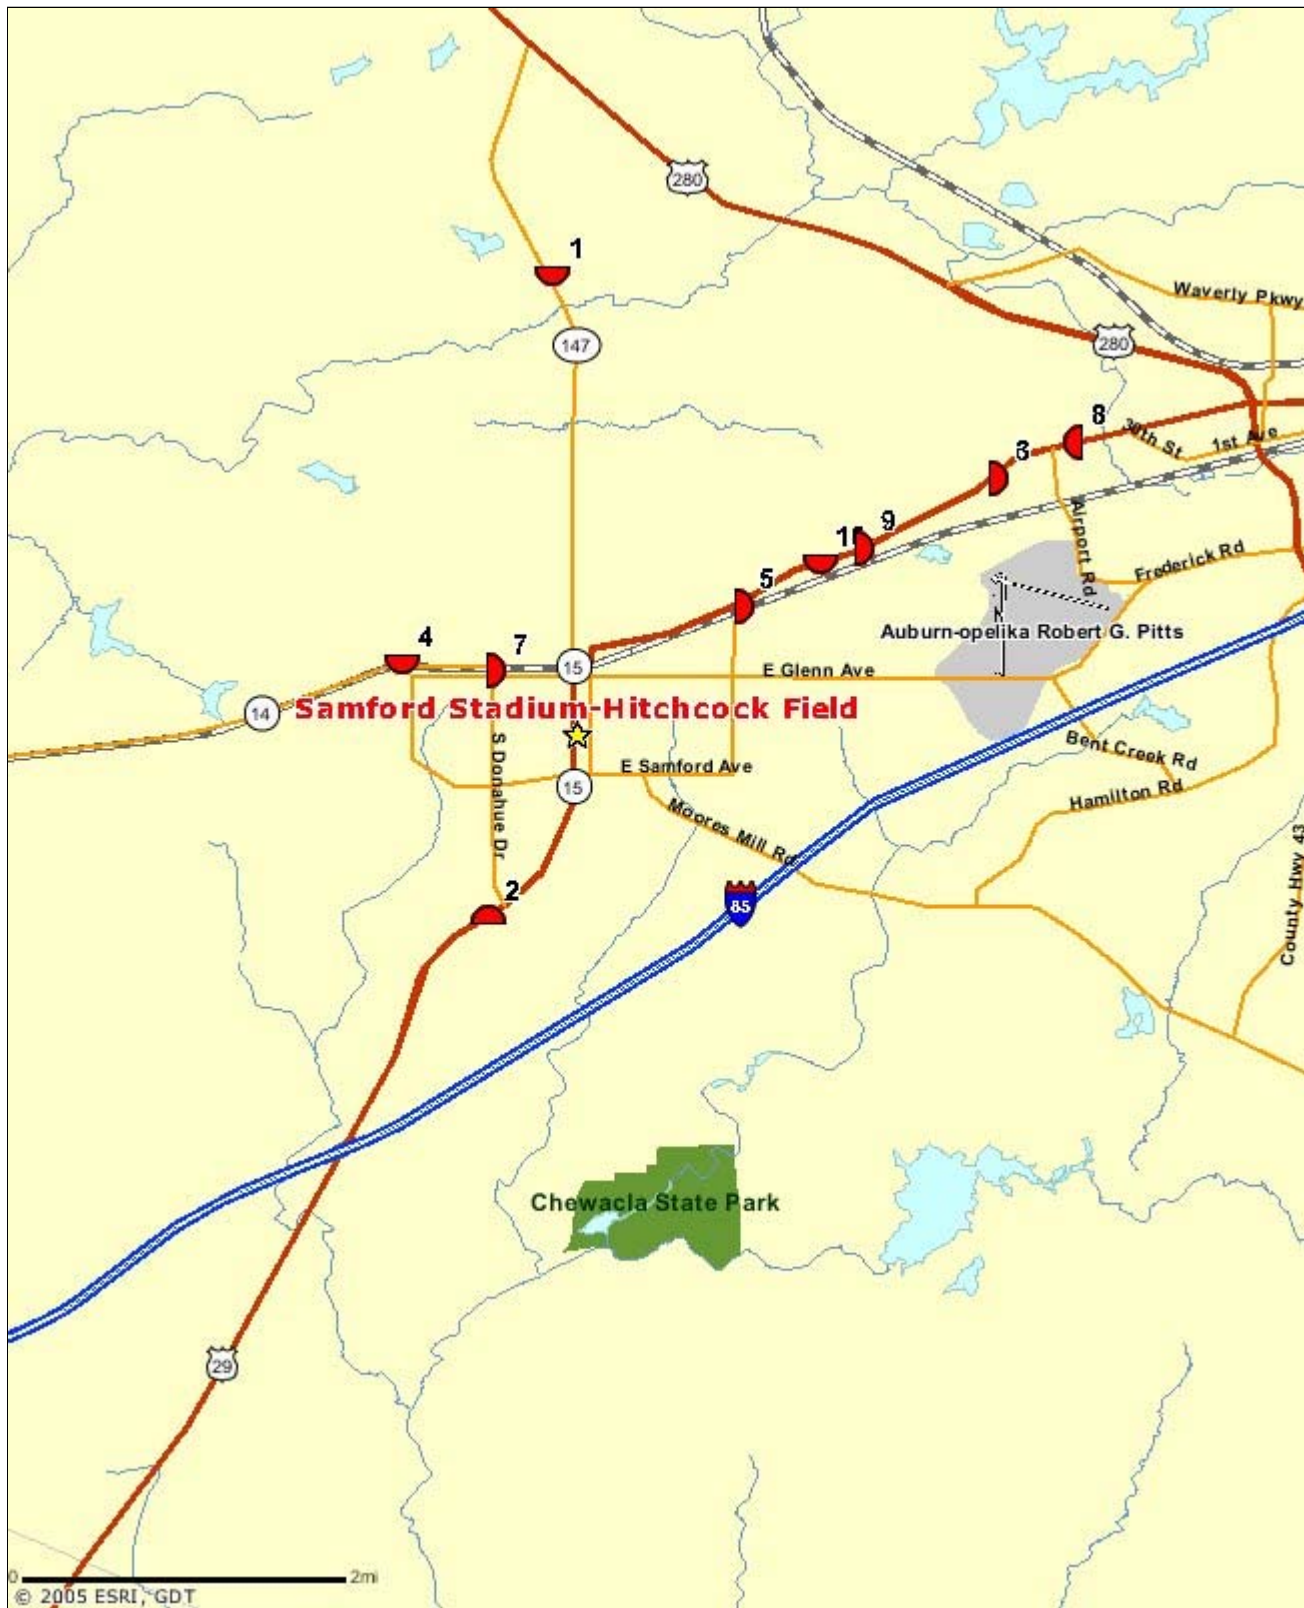 280
1
Waverly Pkwy
147
280
8
30th St
1st Ave
9
Airport Rd
Frederick Rd
5
Auburn-opelika Robert G. Pitts
4
7
15
E Glenn Ave
14
Samford Stadium-Hitchcock Field
S Donahue Dr
E Samford Ave
Bent Creek Rd
15
Hamilton Rd
Moores Mill Rd
County Hwy 43
2
85
Chewacla State Park
29
0
2mi
© 2005 ESRI, GDT